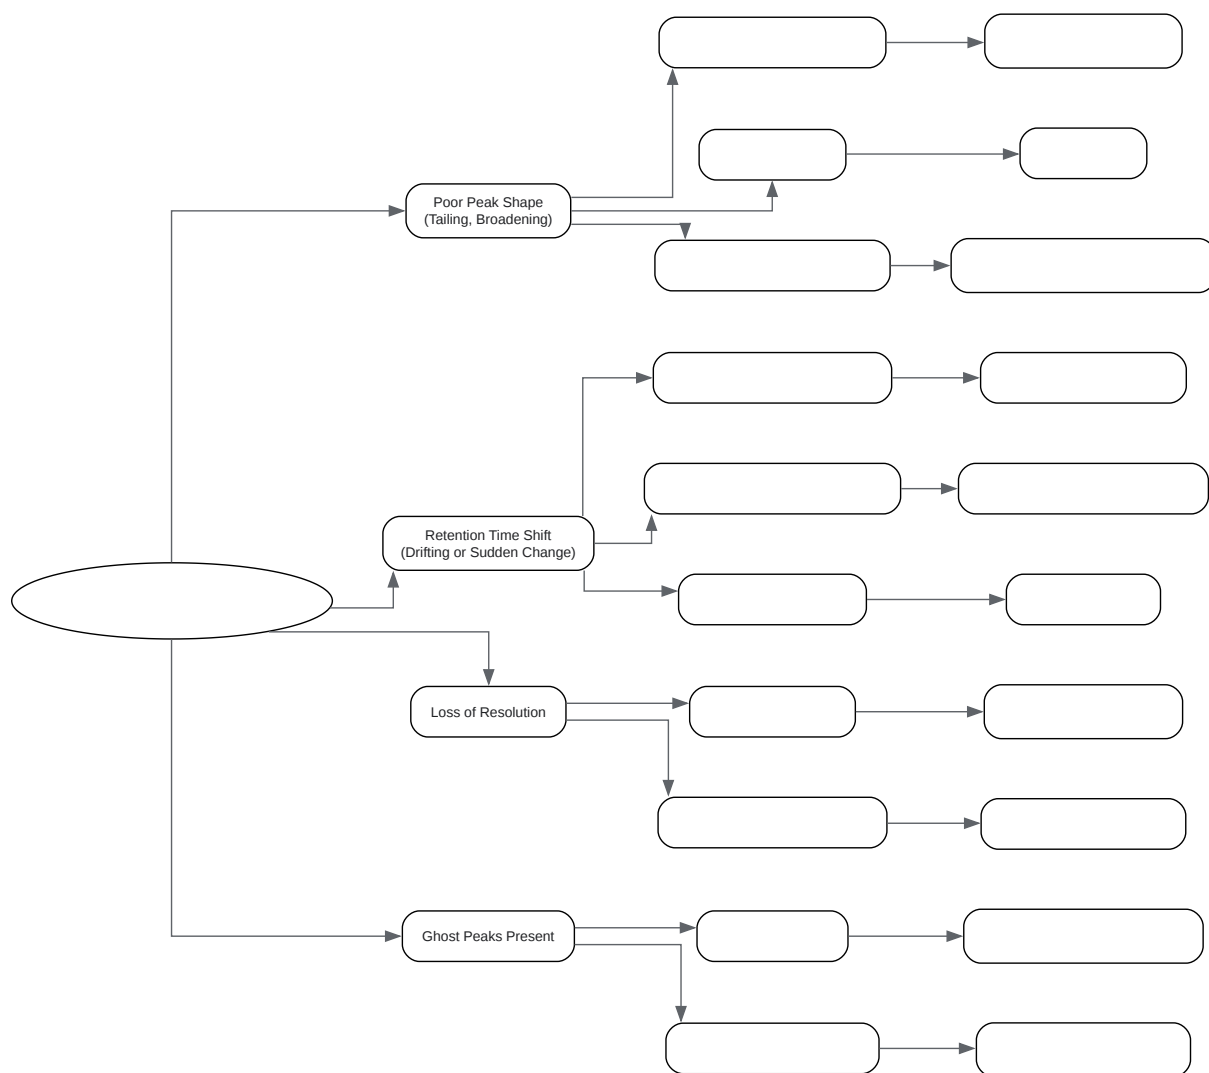 Poor Peak Shape
(Tailing, Broadening)
Retention Time Shift
(Drifting or Sudden Change)
Loss of Resolution
Ghost Peaks Present